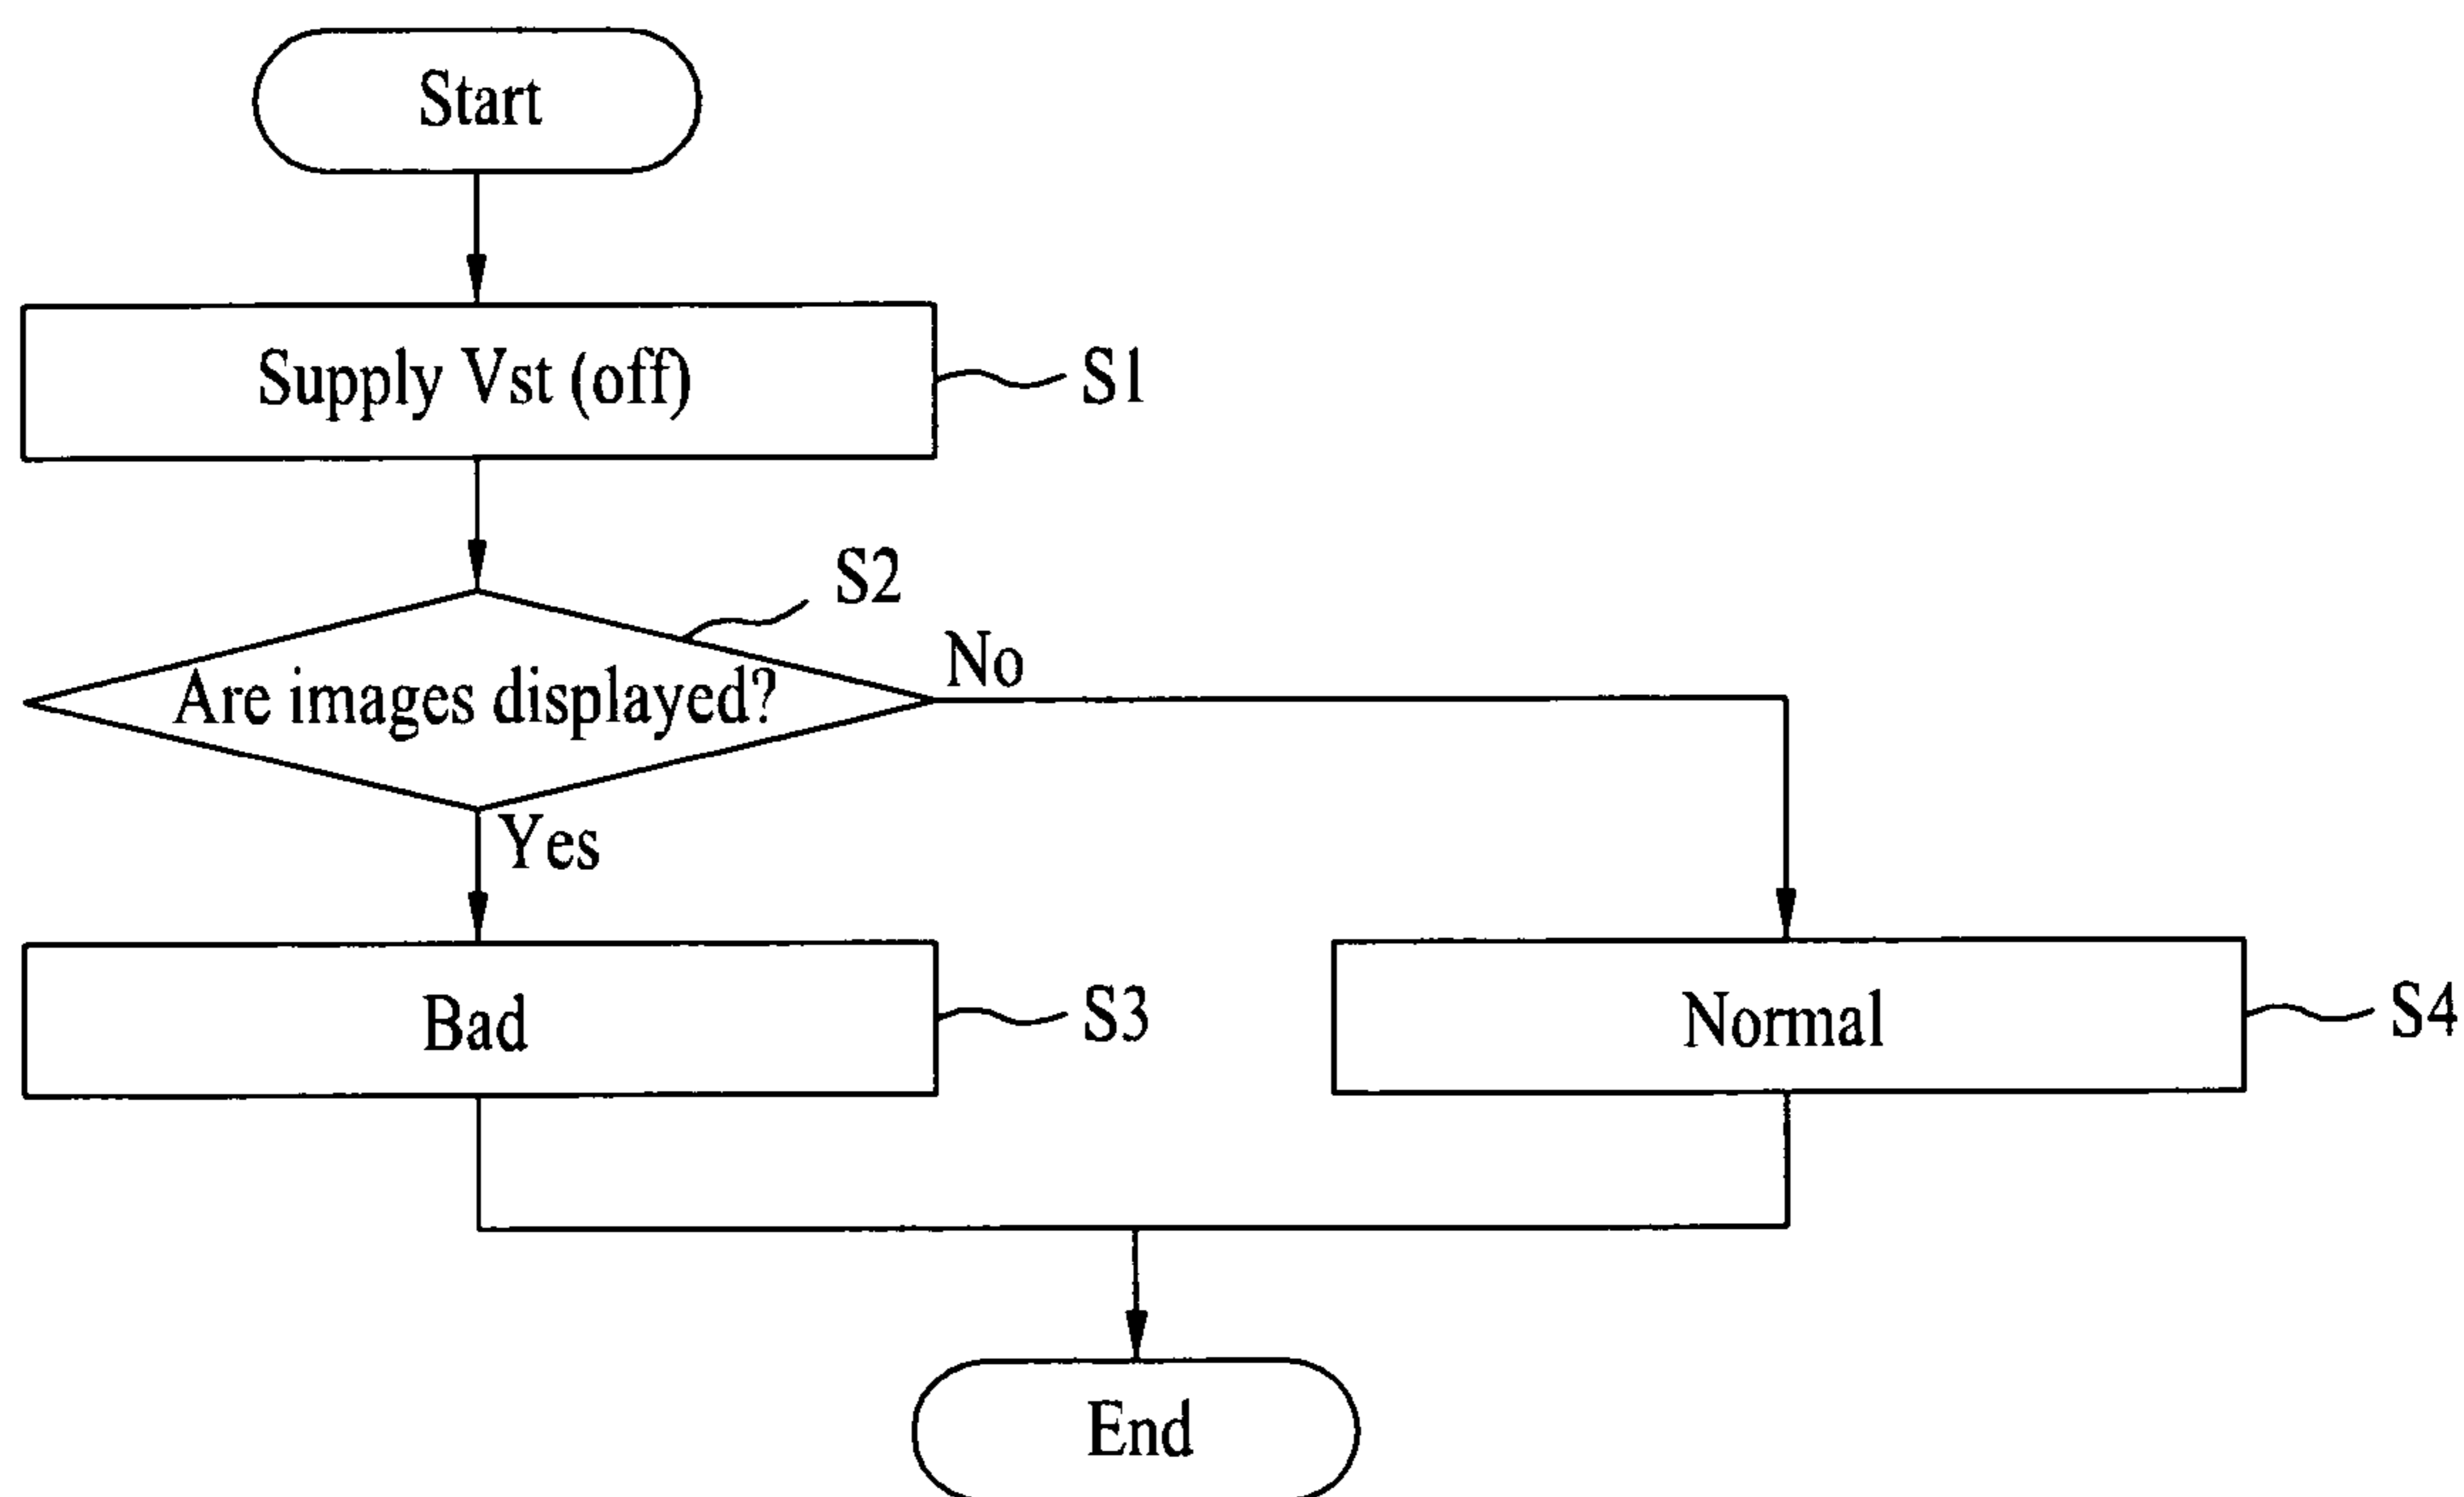 Start
Supply Vst (off)
S1
S2
Are images displayed?
No
Yes
Bad
S3
Normal
S4
End